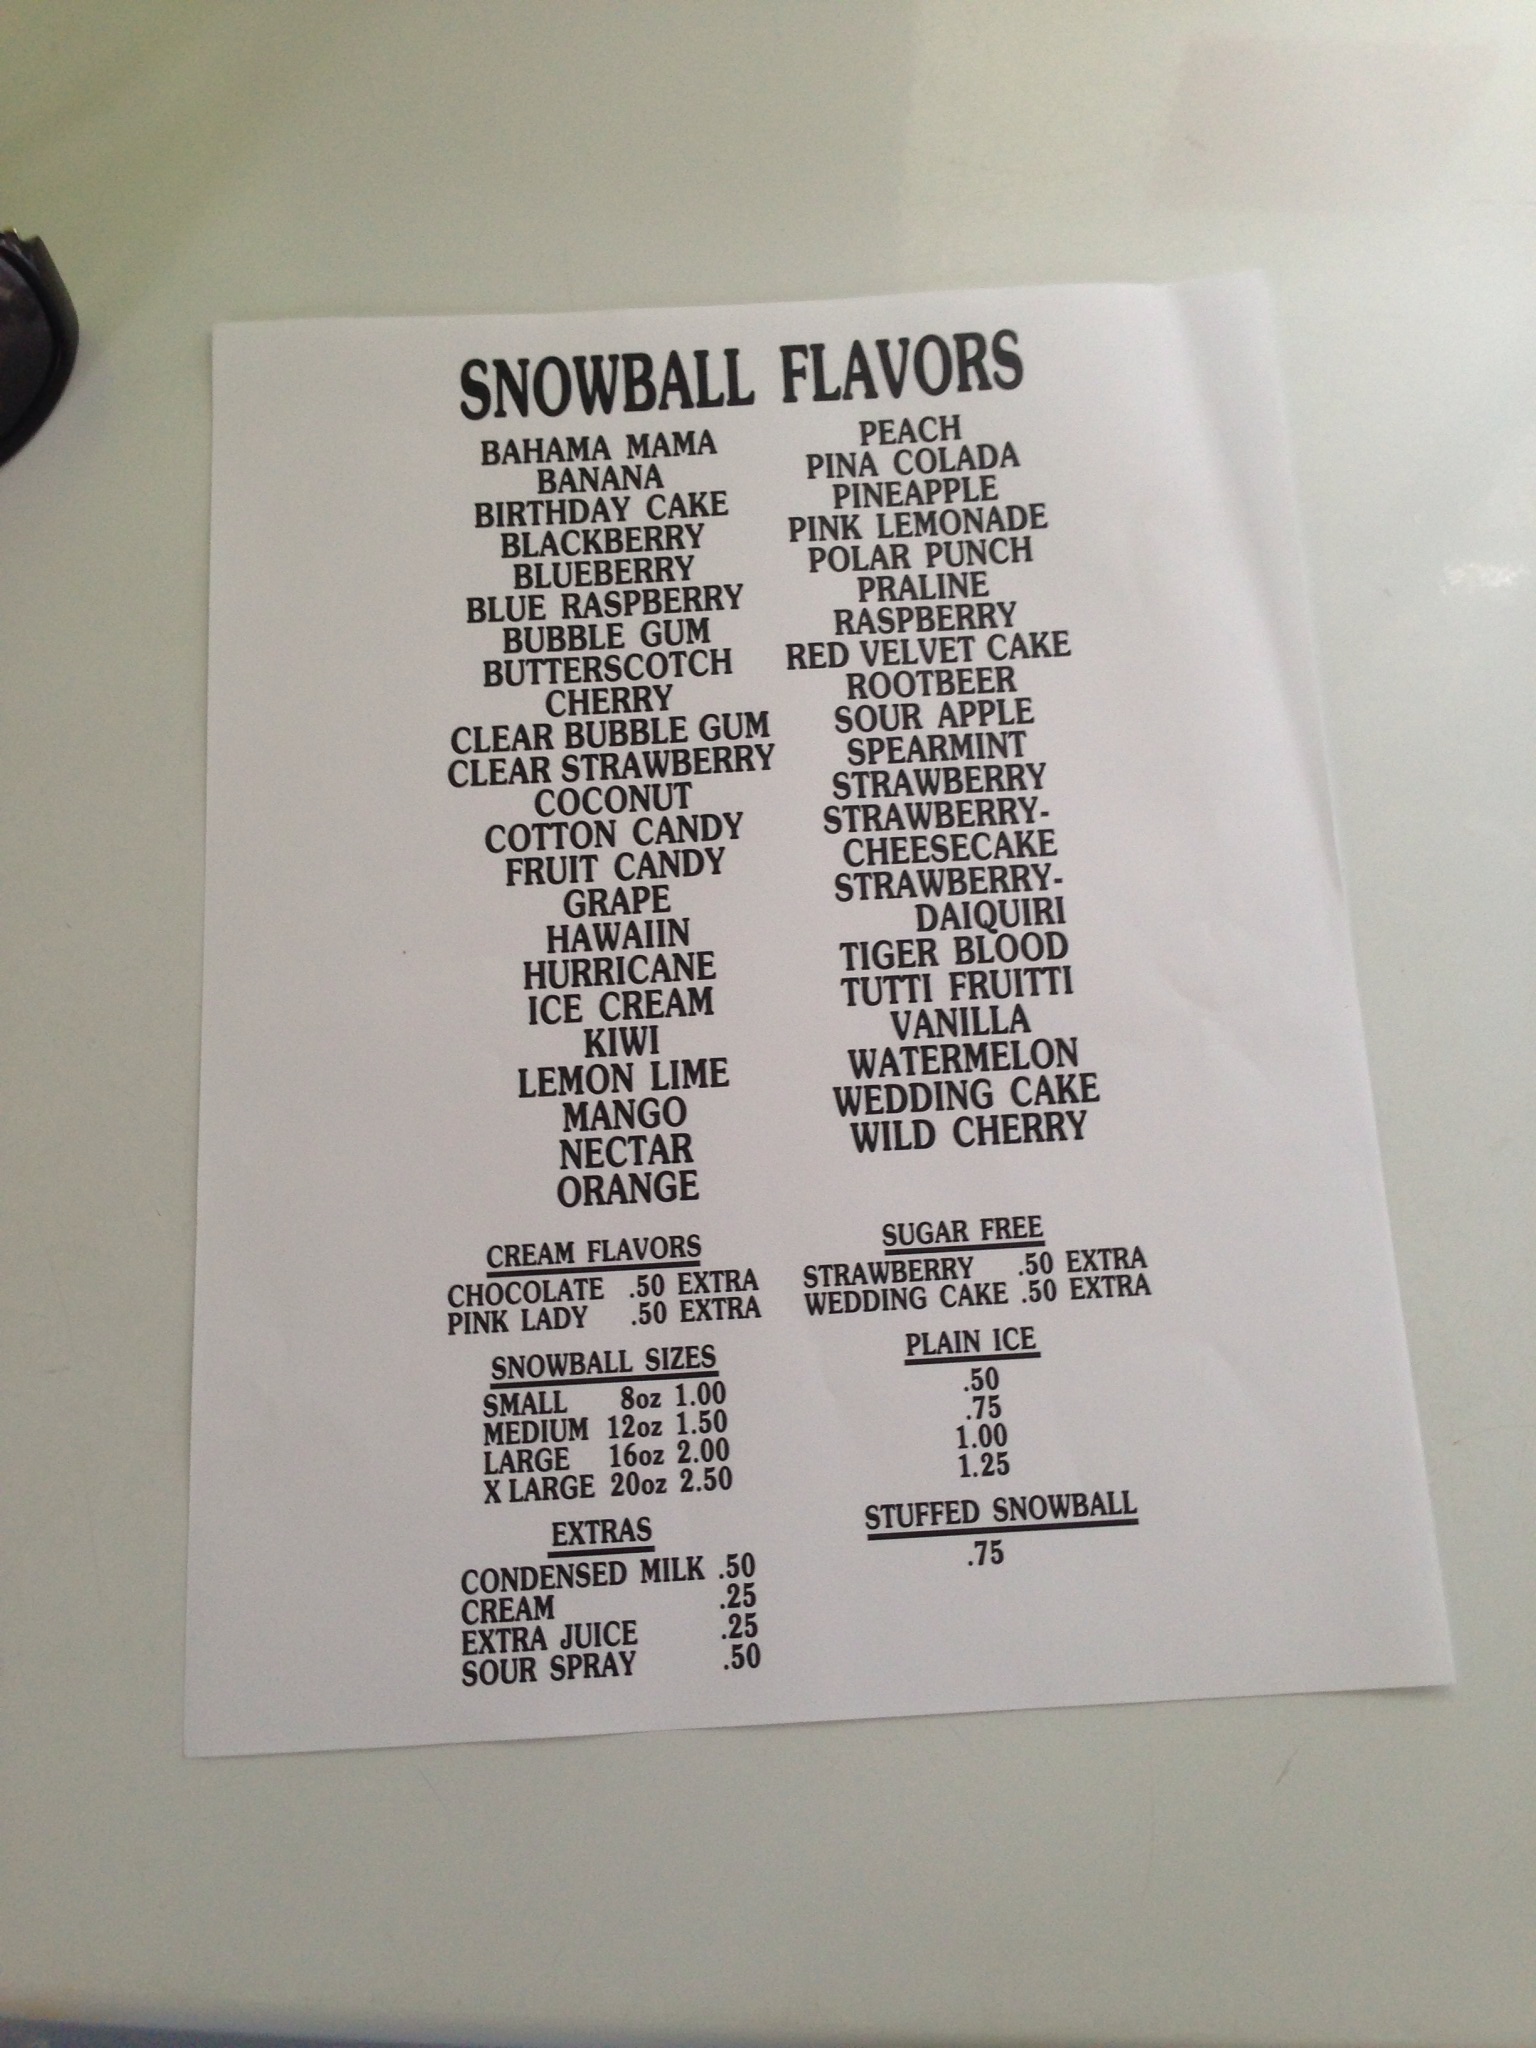 SNOWBALL FLAVORS
BAHAMA MAMA
BANANA
BIRTHDAY CAKE
BLACKBERRY
BLUEBERRY
BLUE RASPBERRY
BUBBLE GUM
BUTTERSCOTCH
CHERRY
CLEAR BUBBLE GUM
CLEAR STRAWBERRY
COCONUT
COTTON CANDY
FRUIT CANDY
GRAPE
HAWAIIN
HURRICANE
ICE CREAM
KIWI
LEMON LIME
MANGO
NECTAR
ORANGE
PEACH
PINA COLADA
PINEAPPLE
PINK LEMONADE
POLAR PUNCH
PRALINE
RASPBERRY
RED VELVET CAKE
ROOTBEER
SOUR APPLE
SPEARMINT
STRAWBERRY
STRAWBERRY-
CHEESECAKE
STRAWBERRY-
DAIQUIRI
TIGER BLOOD
TUTTI FRUITTI
VANILLA
WATERMELON
WEDDING CAKE
WILD CHERRY
CREAM FLAVORS
CHOCOLATE .50 EXTRA
PINK LADY .50 EXTRA
SNOWBALL SIZES
SMALL 8oz 1.00
MEDIUM 12oz 1.50
LARGE 16oz 2.00
X LARGE 20oz 2.50
EXTRAS
CONDENSED MILK .50
CREAM .25
EXTRA JUICE .25
SOUR SPRAY .50
SUGAR FREE
STRAWBERRY .50 EXTRA
WEDDING CAKE .50 EXTRA
PLAIN ICE
.50
.75
1.00
1.25
STUFFED SNOWBALL
.75